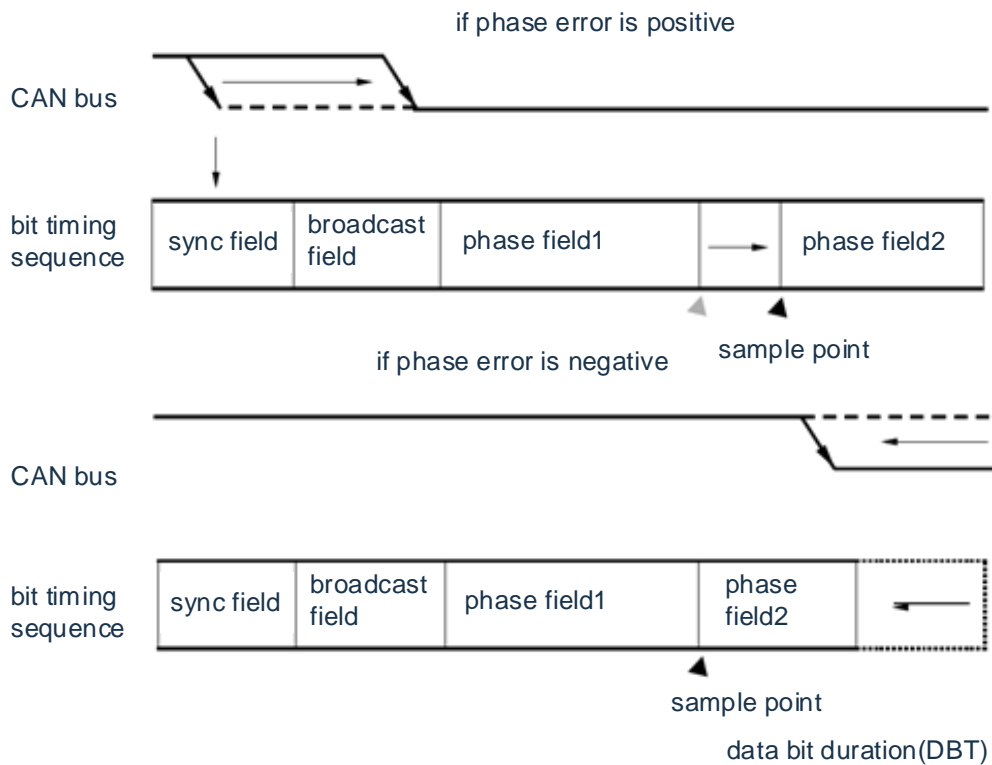 if phase error is positive
CAN bus
bit timing
sequence
sync field
broadcast
field
phase field1
phase field2
sample point
if phase error is negative
CAN bus
bit timing
sequence
sync field
broadcast
field
phase field1
phase
field2
sample point
data bit duration(DBT)